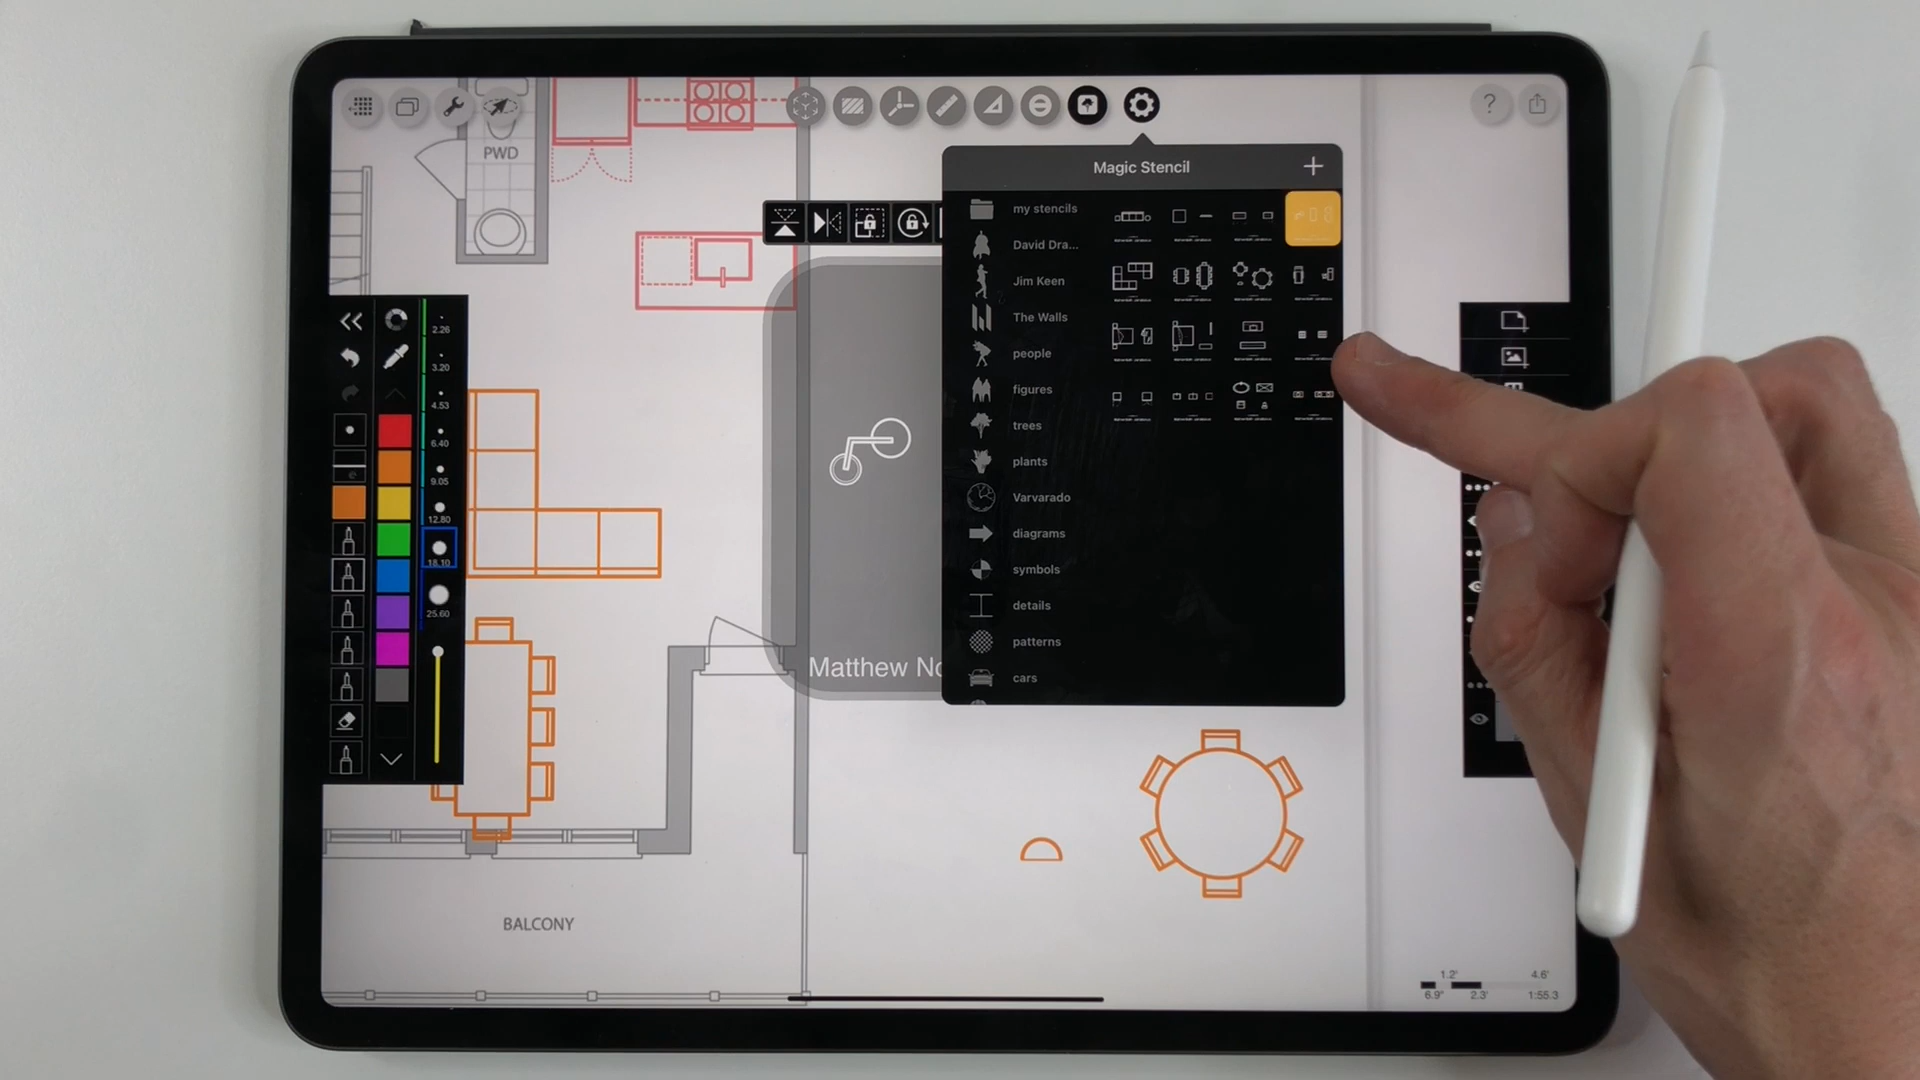 PWD
?
Magic Stencil
my stencils
David Dra...
Jim Keen
The Walls
people
figures
trees
plants
Varvarado
diagrams
symbols
details
patterns
cars
2.26
3.20
4.53
6.40
9.05
12.80
18.10
25.60
Matthew No
BALCONY
1.2' 4.6'
6.9" 2.3' 1:55.3